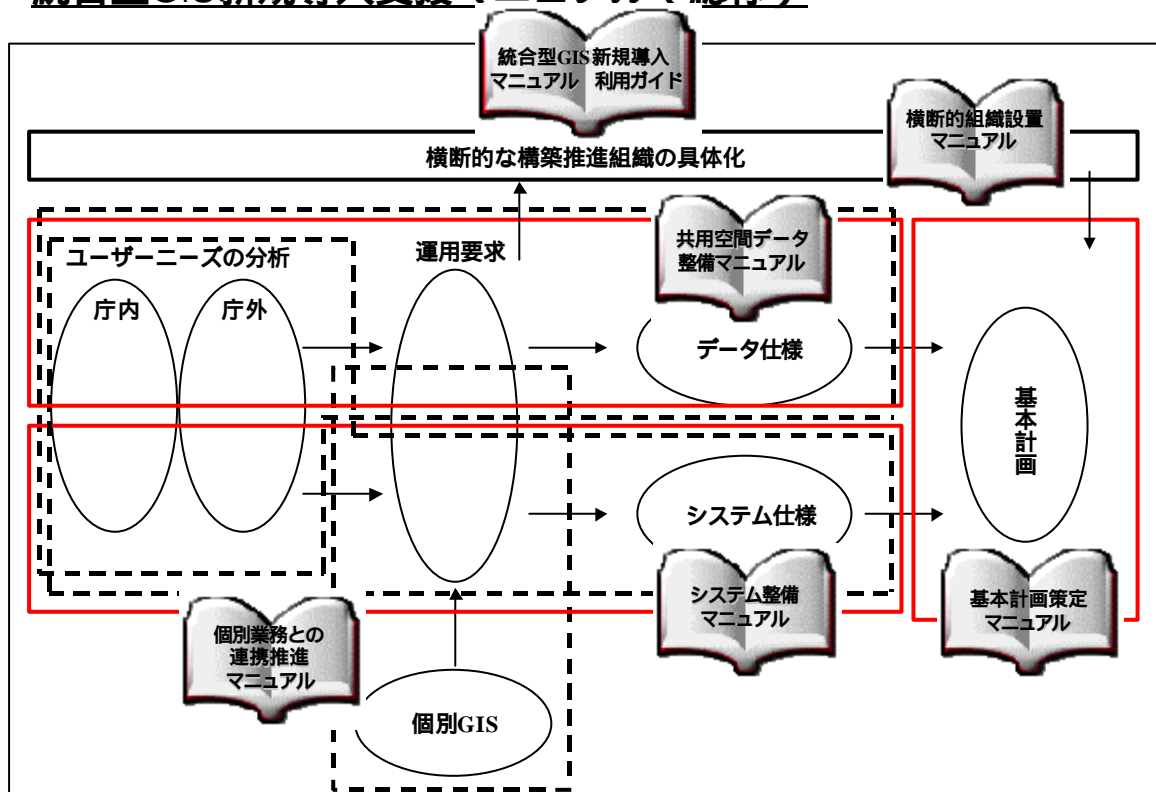 統合型GIS新規導入
マニュアル 利用ガイド
横断的組織設置
マニュアル
横断的な構築推進組織の具体化
共用空間データ
整備マニュアル
ユーザーニーズの分析
運用要求
庁内
庁外
データ仕様
基本計画
システム仕様
システム整備
マニュアル
基本計画策定
マニュアル
個別業務との
連携推進
マニュアル
個別GIS